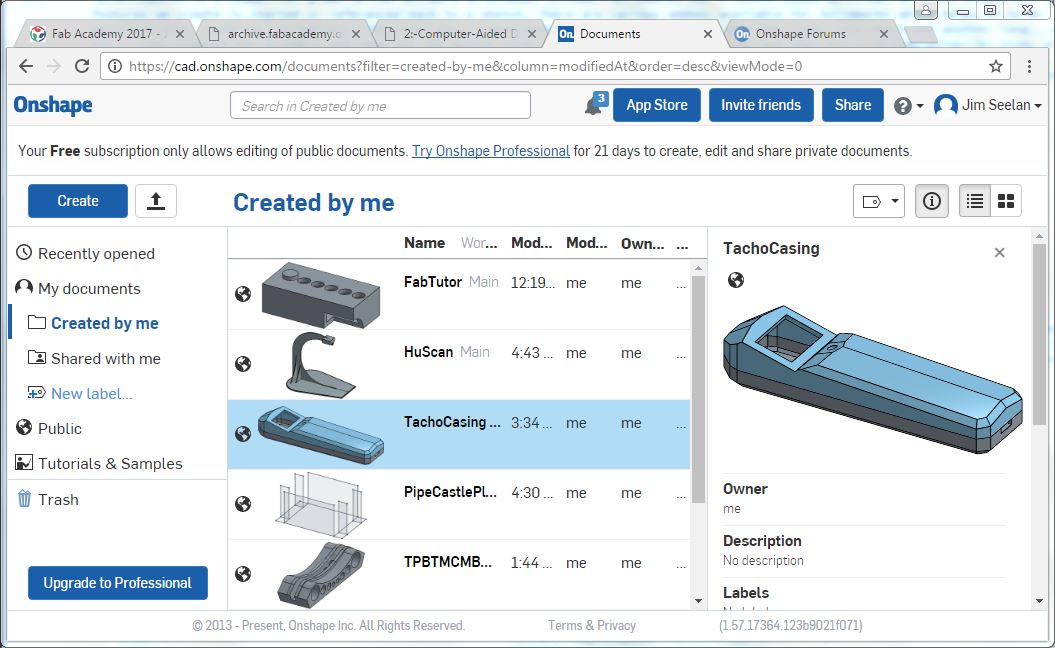 Fab Academy 2017 -
archive.fabacademy.o
2:-Computer-Aided D
Documents
Onshape Forums
https://cad.onshape.com/documents?filter=created-by-me&column=modifiedAt&order=desc&viewMode=0
Onshape
Search in Created by me
3
App Store
Invite friends
Share
Jim Seelan
Your Free subscription only allows editing of public documents. Try Onshape Professional for 21 days to create, edit and share private documents.
Create
Created by me
Recently opened
My documents
Created by me
Shared with me
New label...
Public
Tutorials & Samples
Trash
Upgrade to Professional
Name Wor... Mod... Mod... Own... ...
FabTutor Main 12:19... me me ...
HuScan Main 4:43 ... me me ...
TachoCasing ... 3:34 ... me me ...
PipeCastlePl... 4:30 ... me me ...
TPBTMCMB... 1:44 ... me me ...
TachoCasing
Owner
me
Description
No description
Labels
© 2013 - Present, Onshape Inc. All Rights Reserved.
Terms & Privacy
(1.57.17364.123b9021f071)